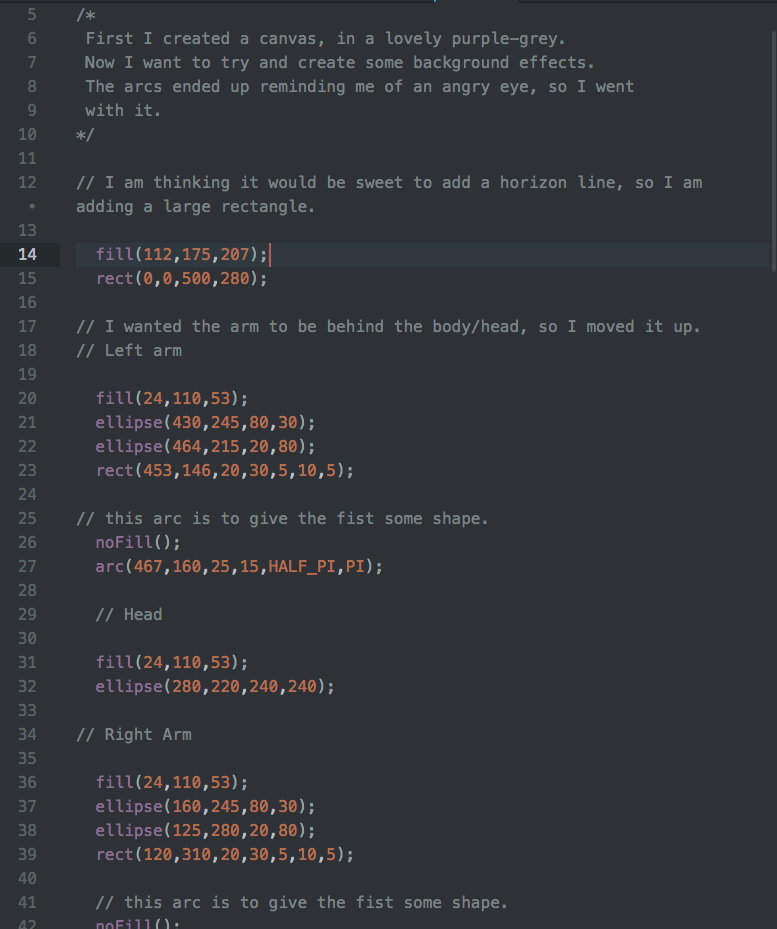 5 /*
6 First I created a canvas, in a lovely purple-grey.
7 Now I want to try and create some background effects.
8 The arcs ended up reminding me of an angry eye, so I went
9 with it.
10 */
11
12 // I am thinking it would be sweet to add a horizon line, so I am
• adding a large rectangle.
13
14 fill(112,175,207);
15 rect(0,0,500,280);
16
17 // I wanted the arm to be behind the body/head, so I moved it up.
18 // Left arm
19
20 fill(24,110,53);
21 ellipse(430,245,80,30);
22 ellipse(464,215,20,80);
23 rect(453,146,20,30,5,10,5);
24
25 // this arc is to give the fist some shape.
26 noFill();
27 arc(467,160,25,15,HALF_PI,PI);
28
29 // Head
30
31 fill(24,110,53);
32 ellipse(280,220,240,240);
33
34 // Right Arm
35
36 fill(24,110,53);
37 ellipse(160,245,80,30);
38 ellipse(125,280,20,80);
39 rect(120,310,20,30,5,10,5);
40
41 // this arc is to give the fist some shape.
42 noFill();